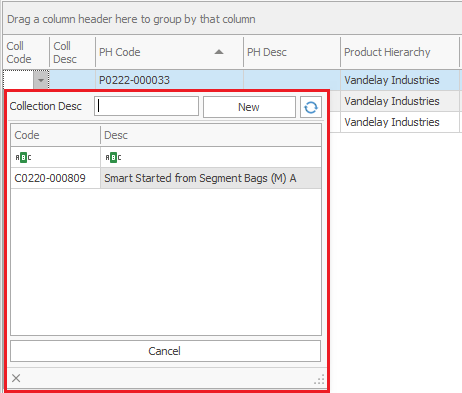 Drag a column header here to group by that column
Coll Code
Coll Desc
PH Code
PH Desc
Product Hierarchy
P0222-000033
Vandelay Industries
Vandelay Industries
Vandelay Industries
Collection Desc
New
Code
Desc
ABC
ABC
C0220-000809
Smart Started from Segment Bags (M) A
Cancel